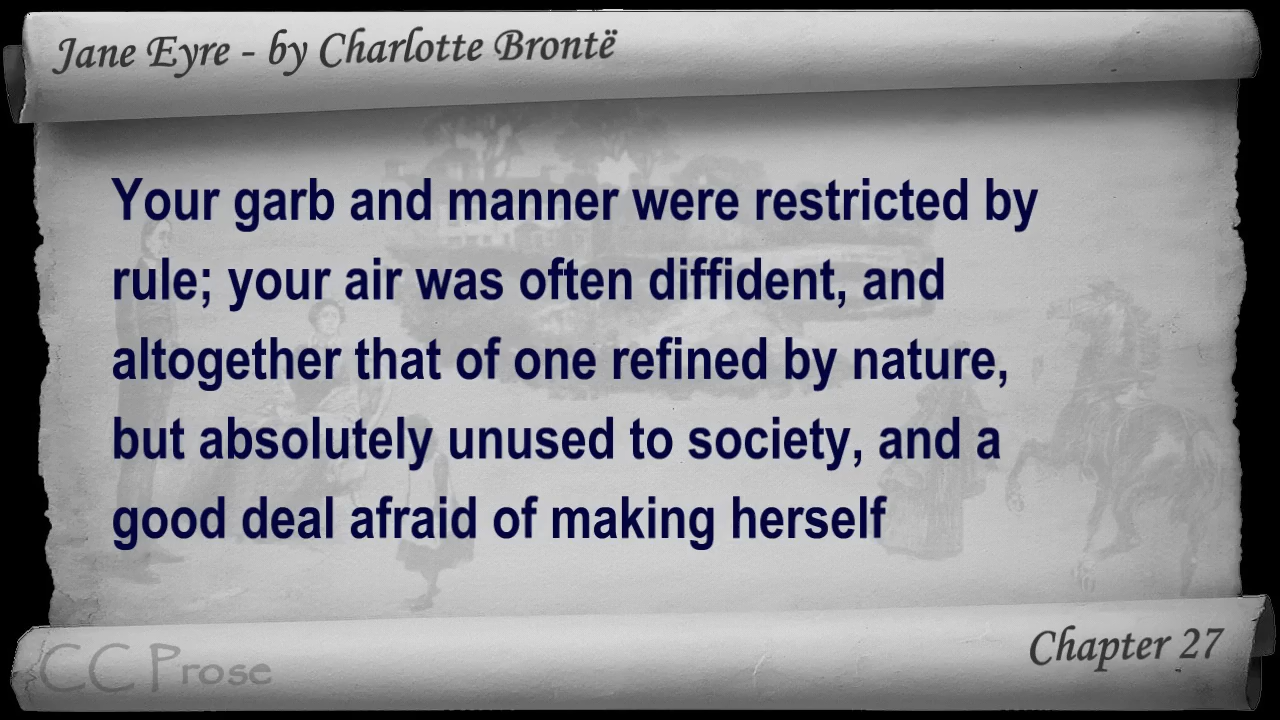 Jane Eyre - by Charlotte Brontë
Your garb and manner were restricted by
rule; your air was often diffident, and
altogether that of one refined by nature,
but absolutely unused to society, and a
good deal afraid of making herself
Chapter 27
CC Prose